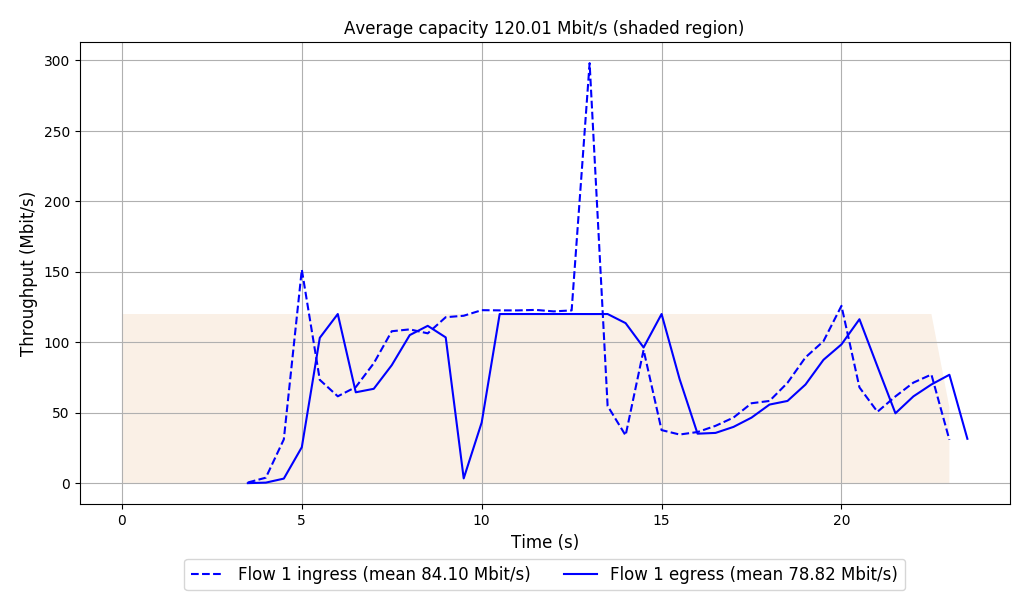 Average capacity 120.01 Mbit/s (shaded region)
Throughput (Mbit/s)
300
250
200
150
100
50
0
0 5 10 15 20
Time (s)
Flow 1 ingress (mean 84.10 Mbit/s) Flow 1 egress (mean 78.82 Mbit/s)